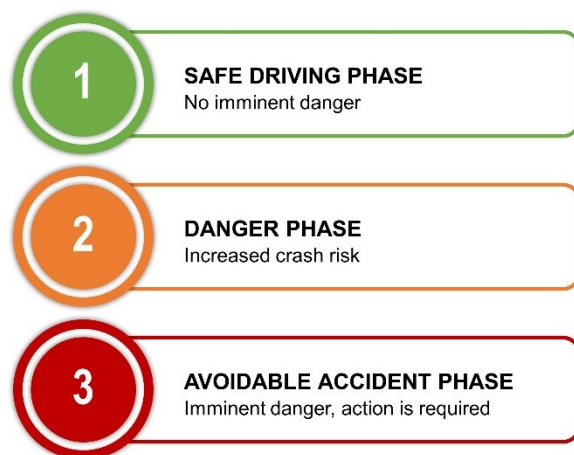 1
SAFE DRIVING PHASE
No imminent danger
2
DANGER PHASE
Increased crash risk
3
AVOIDABLE ACCIDENT PHASE
Imminent danger, action is required